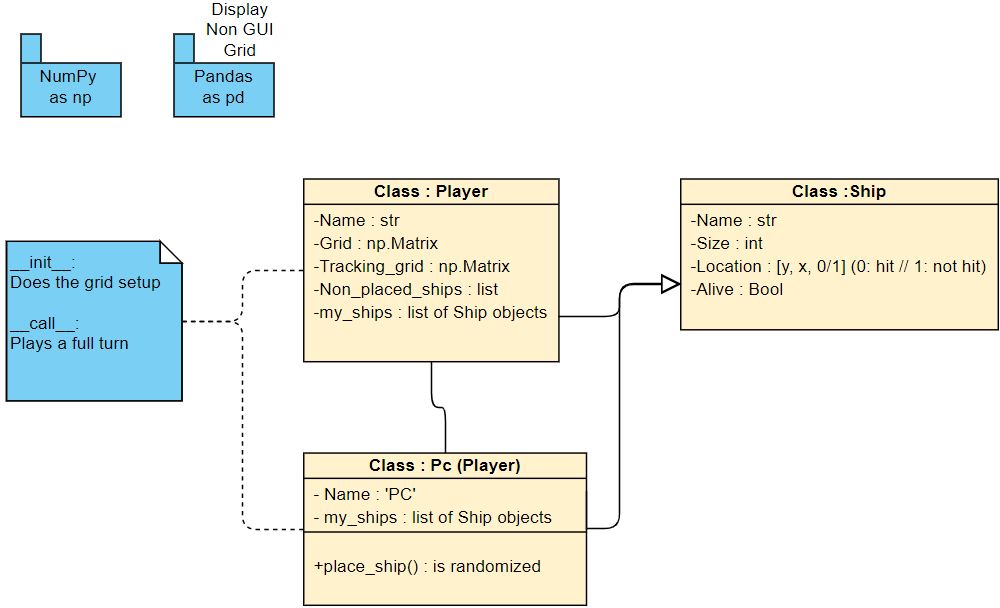 Display
Non GUI
Grid
NumPy
as np
Pandas
as pd
Class : Player
-Name : str
-Grid : np.Matrix
-Tracking_grid : np.Matrix
-Non_placed_ships : list
-my_ships : list of Ship objects
Class :Ship
-Name : str
-Size : int
-Location : [y, x, 0/1] (0: hit // 1: not hit)
-Alive : Bool
__init__:
Does the grid setup
__call__:
Plays a full turn
Class : Pc (Player)
- Name : 'PC'
- my_ships : list of Ship objects
+place_ship() : is randomized